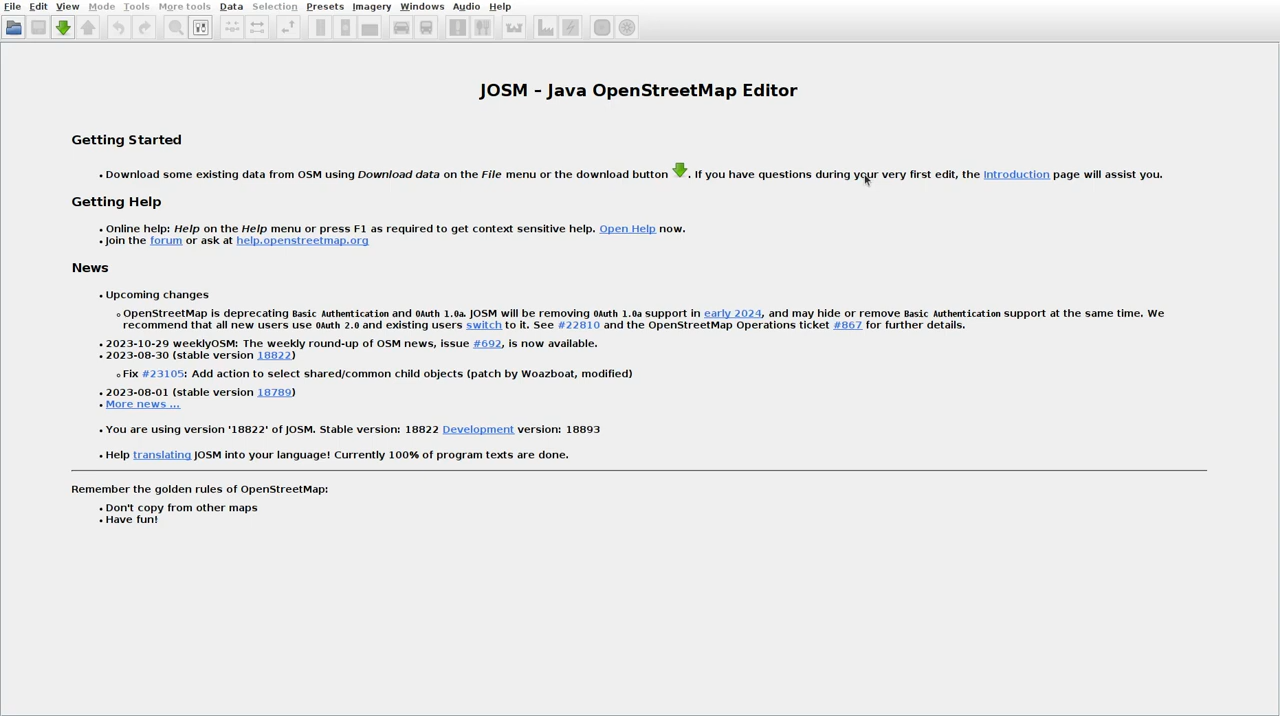 File Edit View Mode Tools More tools Data Selection Presets Imagery Windows Audio Help
JOSM – Java OpenStreetMap Editor
Getting Started
• Download some existing data from OSM using Download data on the File menu or the download button . If you have questions during your very first edit, the Introduction page will assist you.
Getting Help
• Online help: Help on the Help menu or press F1 as required to get context sensitive help. Open Help now.
• Join the forum or ask at help.openstreetmap.org
News
• Upcoming changes
◦ OpenStreetMap is deprecating Basic Authentication and OAuth 1.0a. JOSM will be removing OAuth 1.0a support in early 2024, and may hide or remove Basic Authentication support at the same time. We
recommend that all new users use OAuth 2.0 and existing users switch to it. See #22810 and the OpenStreetMap Operations ticket #867 for further details.
• 2023-10-29 weeklyOSM: The weekly round-up of OSM news, issue #692, is now available.
• 2023-08-30 (stable version 18822)
◦ Fix #23105: Add action to select shared/common child objects (patch by Woazboat, modified)
• 2023-08-01 (stable version 18789)
• More news ...
• You are using version '18822' of JOSM. Stable version: 18822 Development version: 18893
• Help translating JOSM into your language! Currently 100% of program texts are done.
Remember the golden rules of OpenStreetMap:
• Don't copy from other maps
• Have fun!